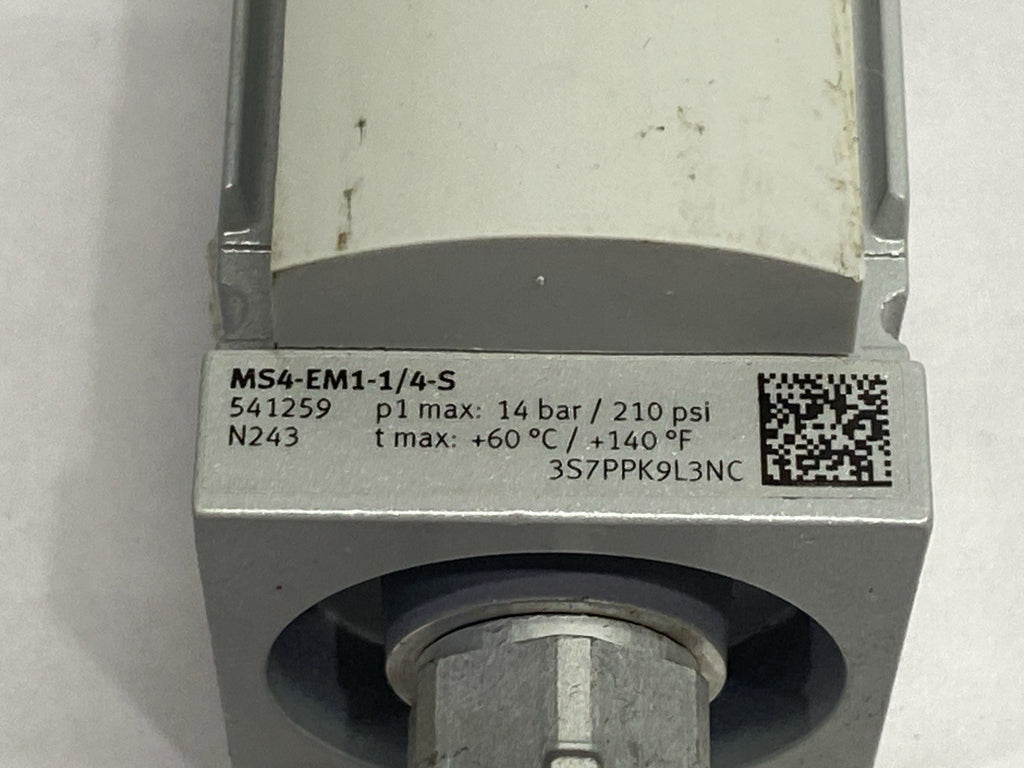 MS4-EM1-1/4-S
541259 p1 max: 14 bar / 210 psi
N243 t max: +60 °C / +140 °F
3S7PPK9L3NC